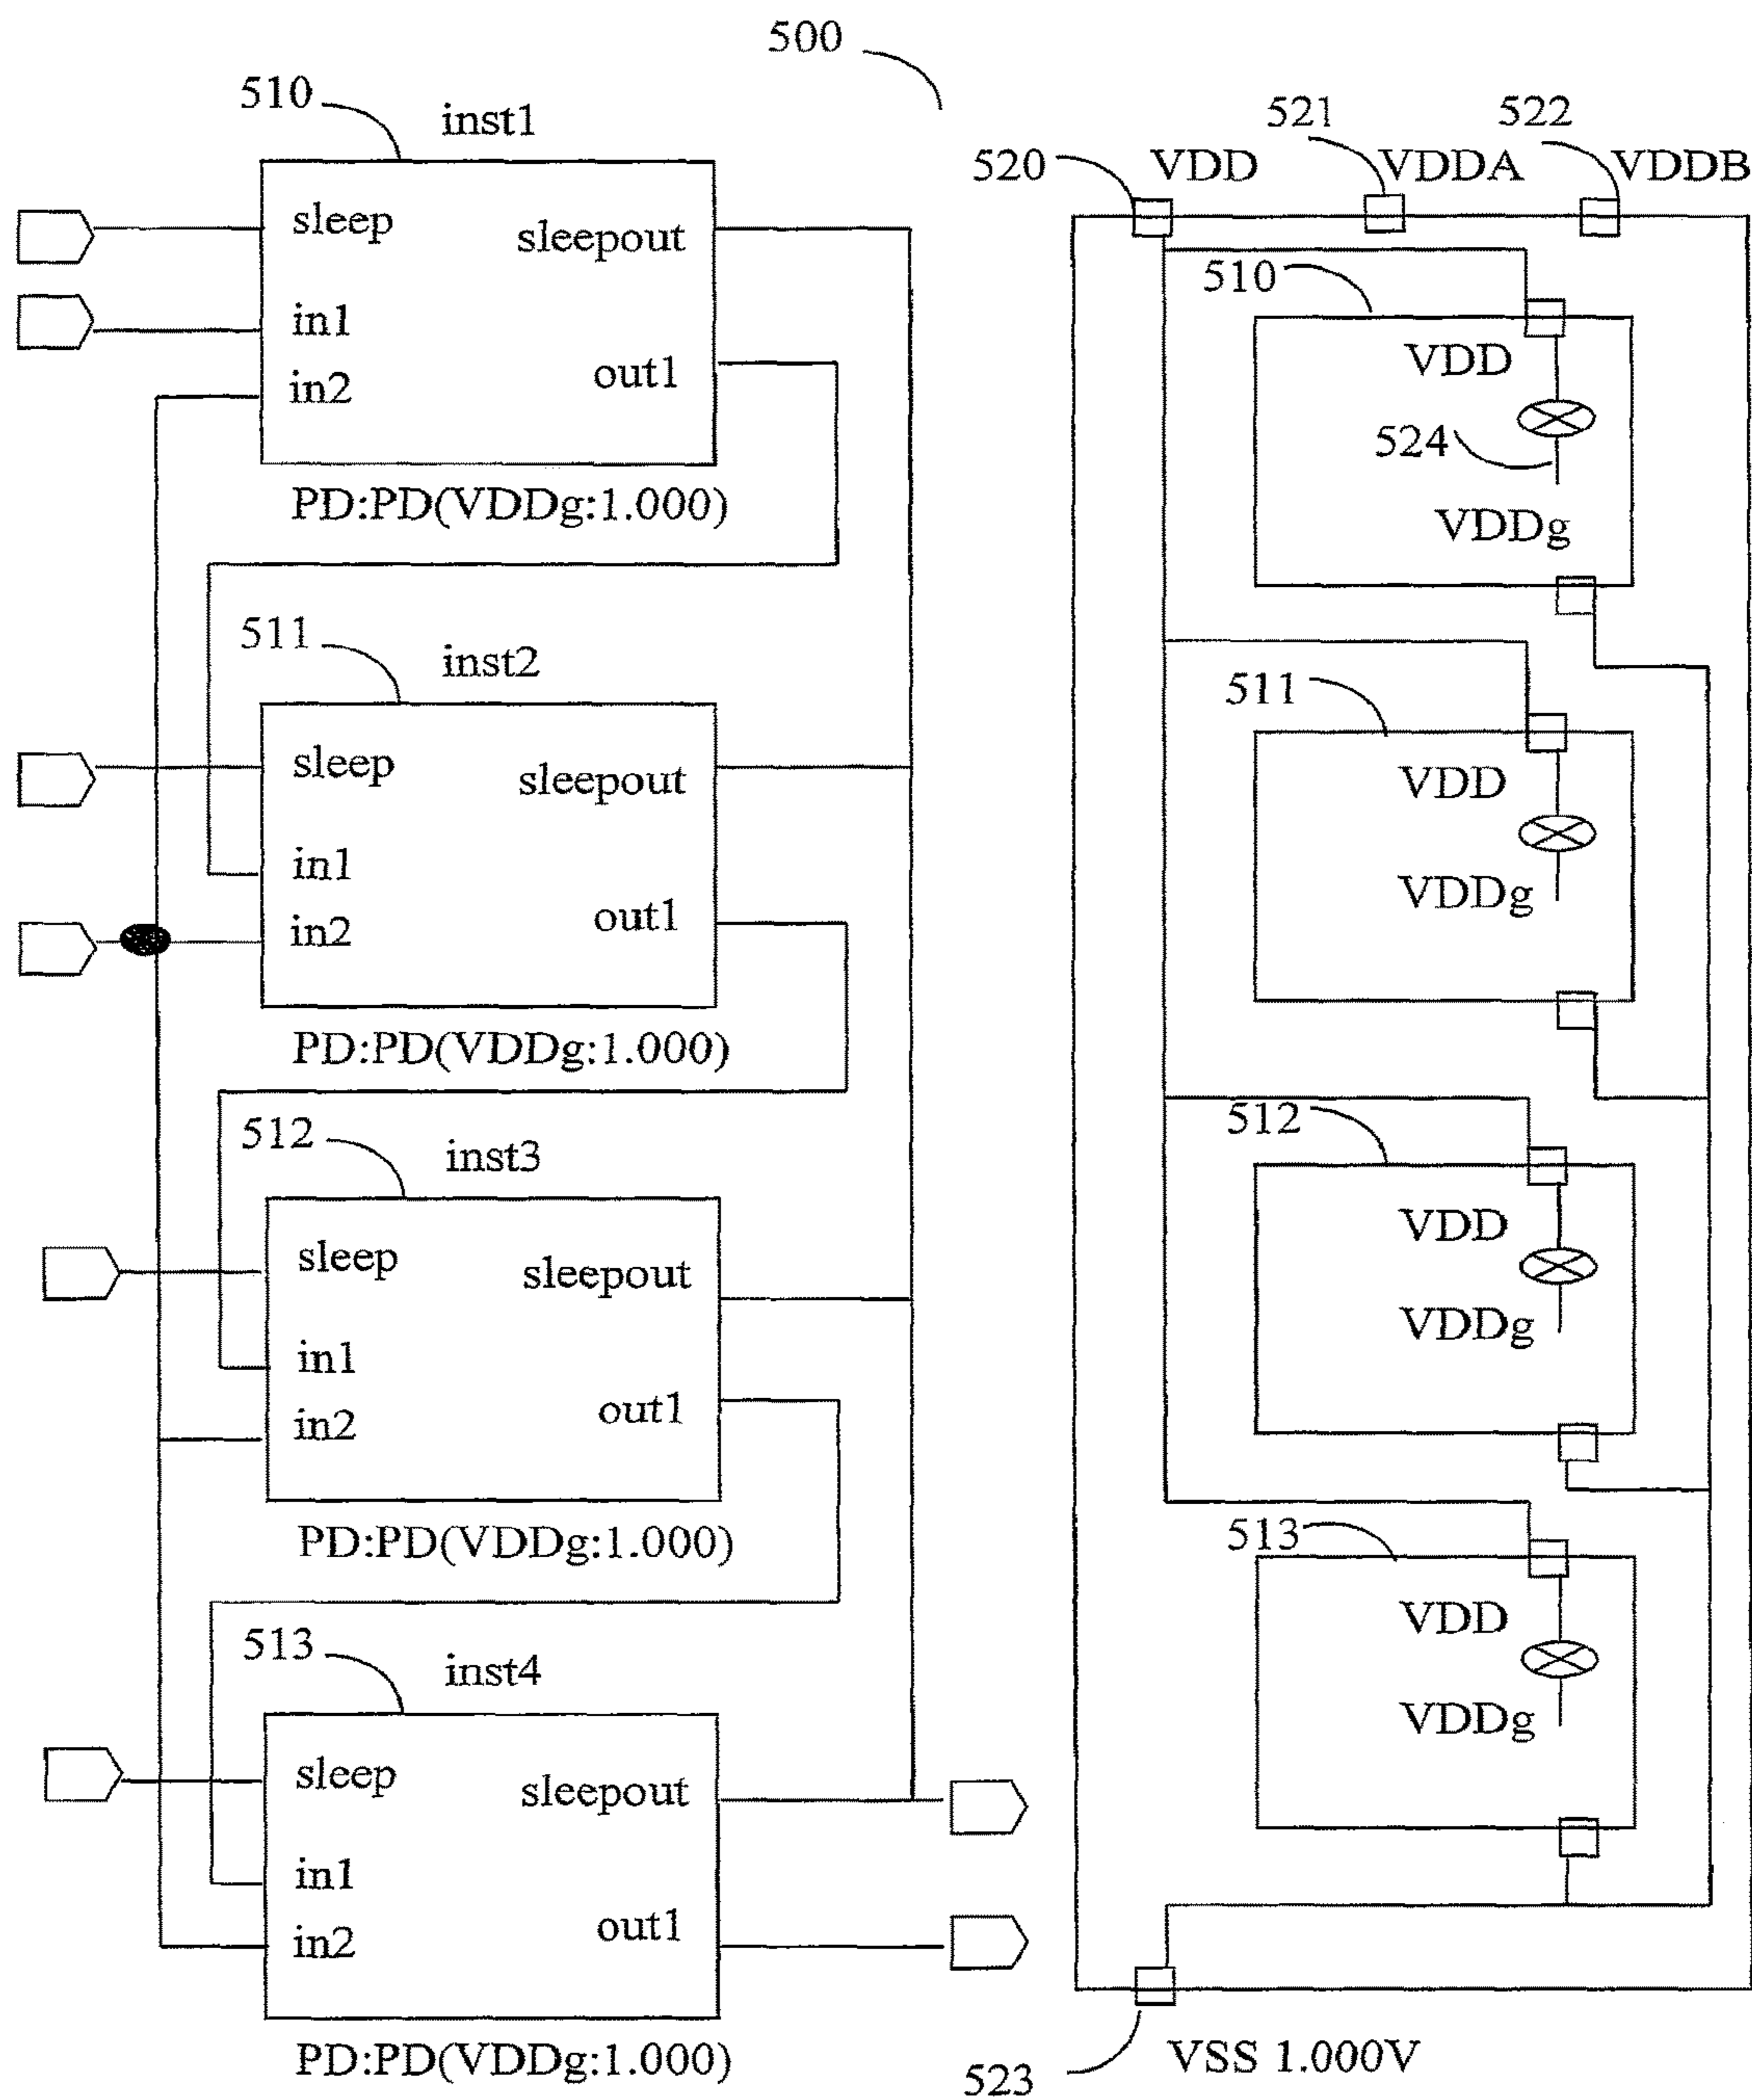 500
510
inst1
sleep
sleepout
in1
out1
in2
PD:PD(VDDg:1.000)
511
inst2
sleep
sleepout
in1
out1
in2
PD:PD(VDDg:1.000)
512
inst3
sleep
sleepout
in1
out1
in2
PD:PD(VDDg:1.000)
513
inst4
sleep
sleepout
in1
out1
in2
PD:PD(VDDg:1.000)
521
522
520
VDD
VDDA
VDDB
510
VDD
524
VDDg
511
VDD
VDDg
512
VDD
VDDg
513
VDD
VDDg
523
VSS 1.000V